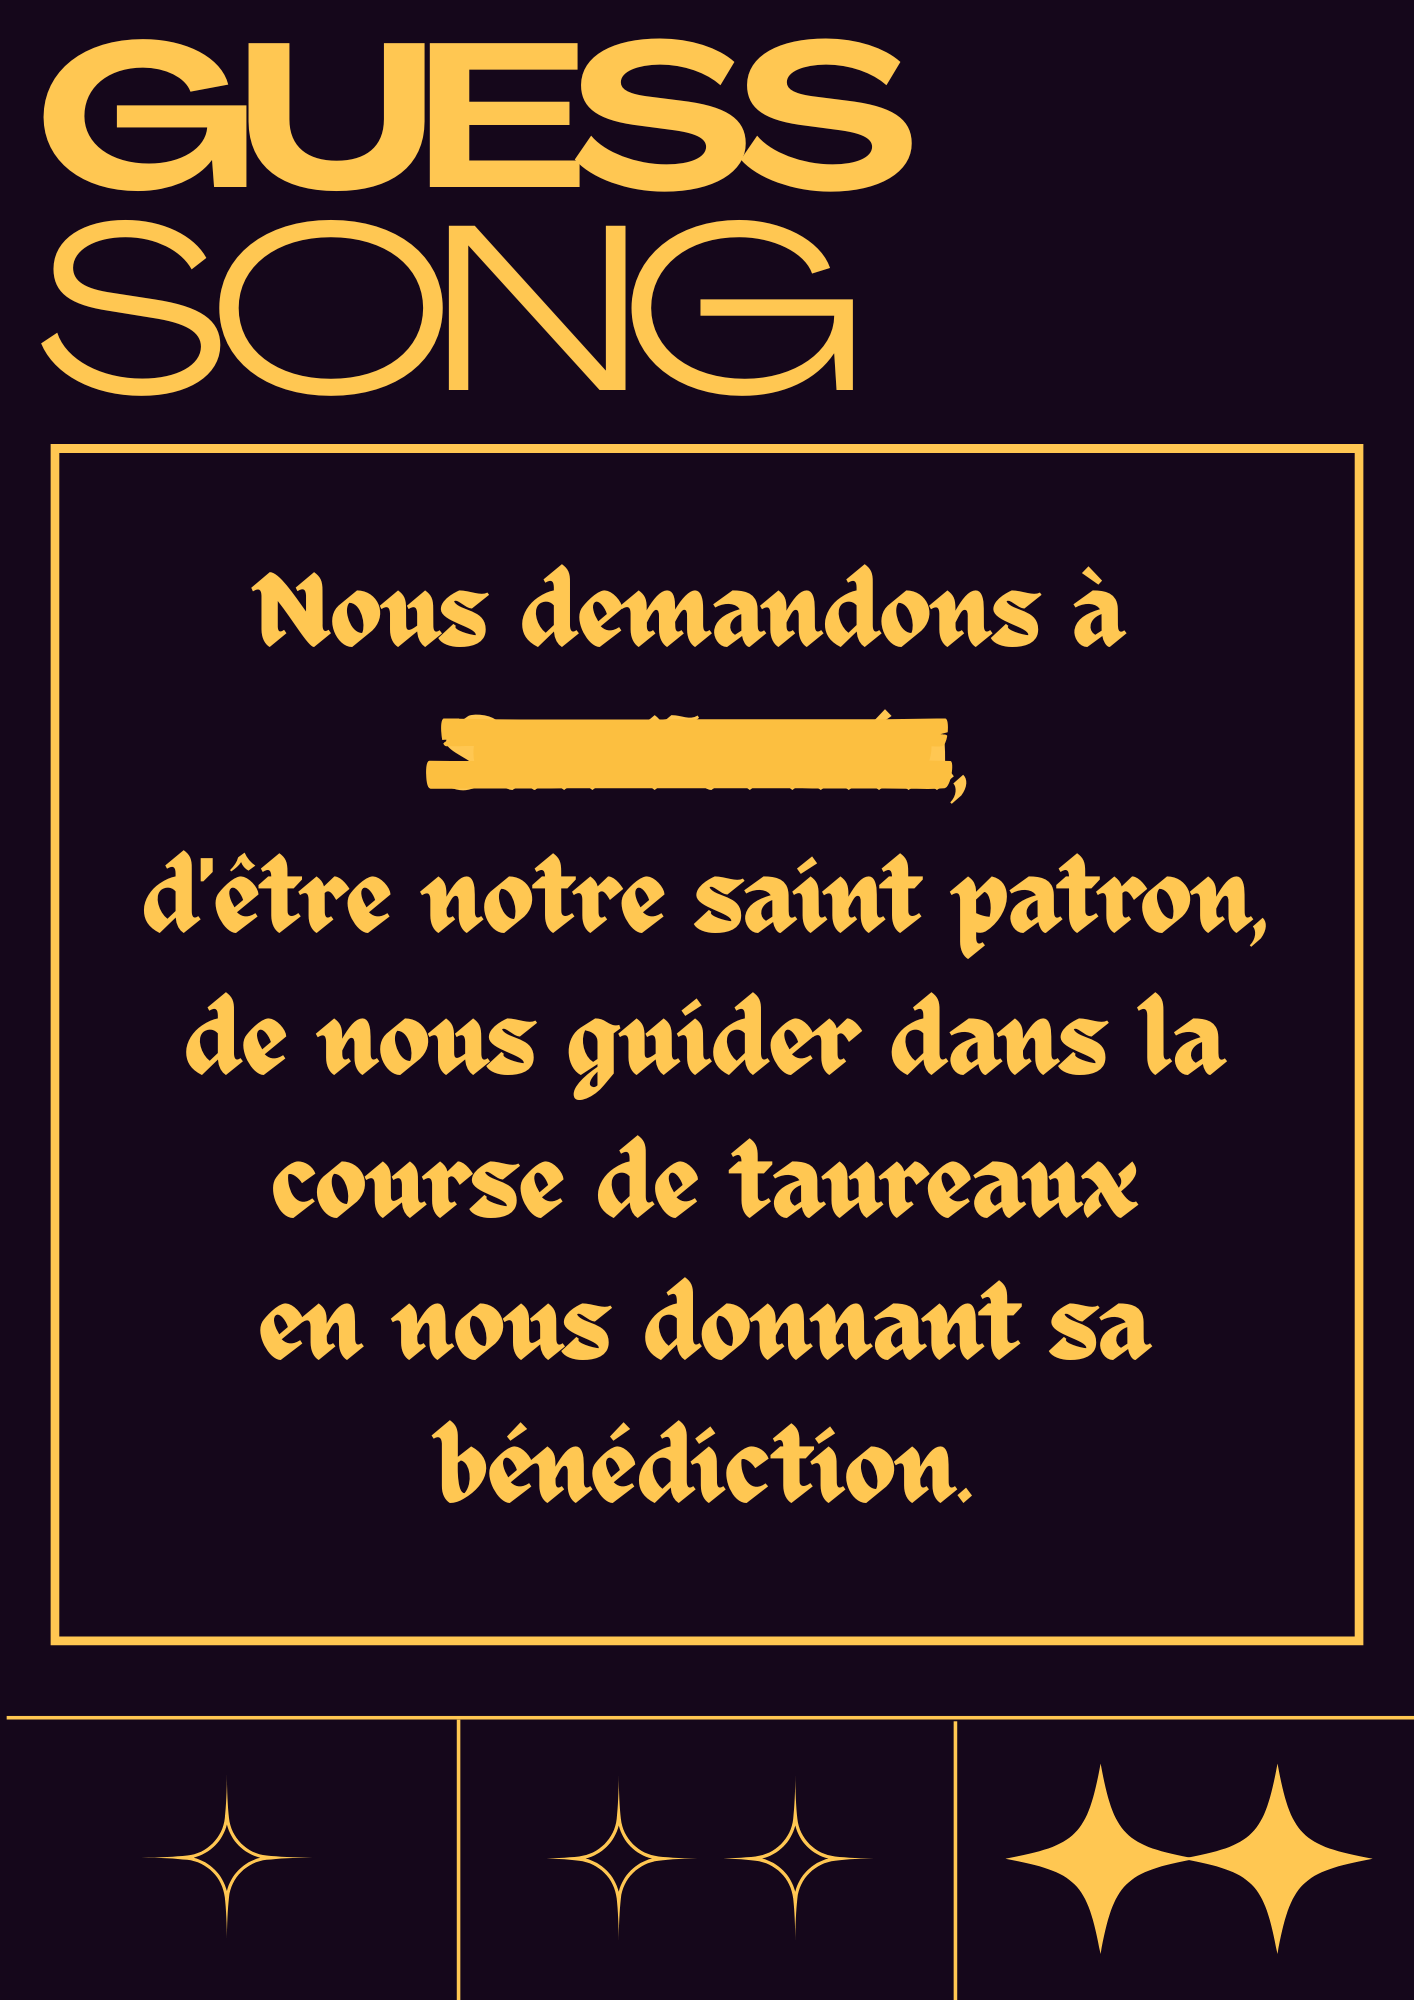 GUESS
SONG
Nous demandons à
,
d'être notre saint patron,
de nous guider dans la
course de taureaux
en nous donnant sa
bénédiction.